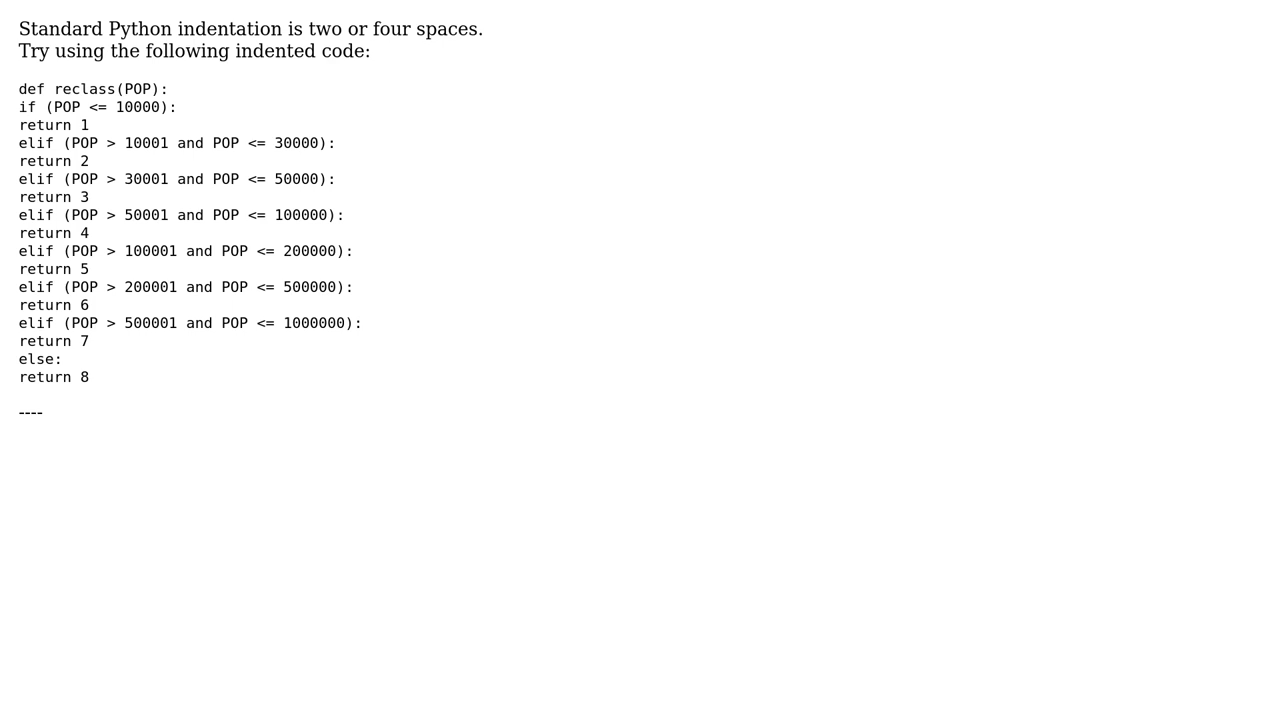 Standard Python indentation is two or four spaces.
Try using the following indented code:
def reclass(POP):
if (POP <= 10000):
return 1
elif (POP > 10001 and POP <= 30000):
return 2
elif (POP > 30001 and POP <= 50000):
return 3
elif (POP > 50001 and POP <= 100000):
return 4
elif (POP > 100001 and POP <= 200000):
return 5
elif (POP > 200001 and POP <= 500000):
return 6
elif (POP > 500001 and POP <= 1000000):
return 7
else:
return 8
----